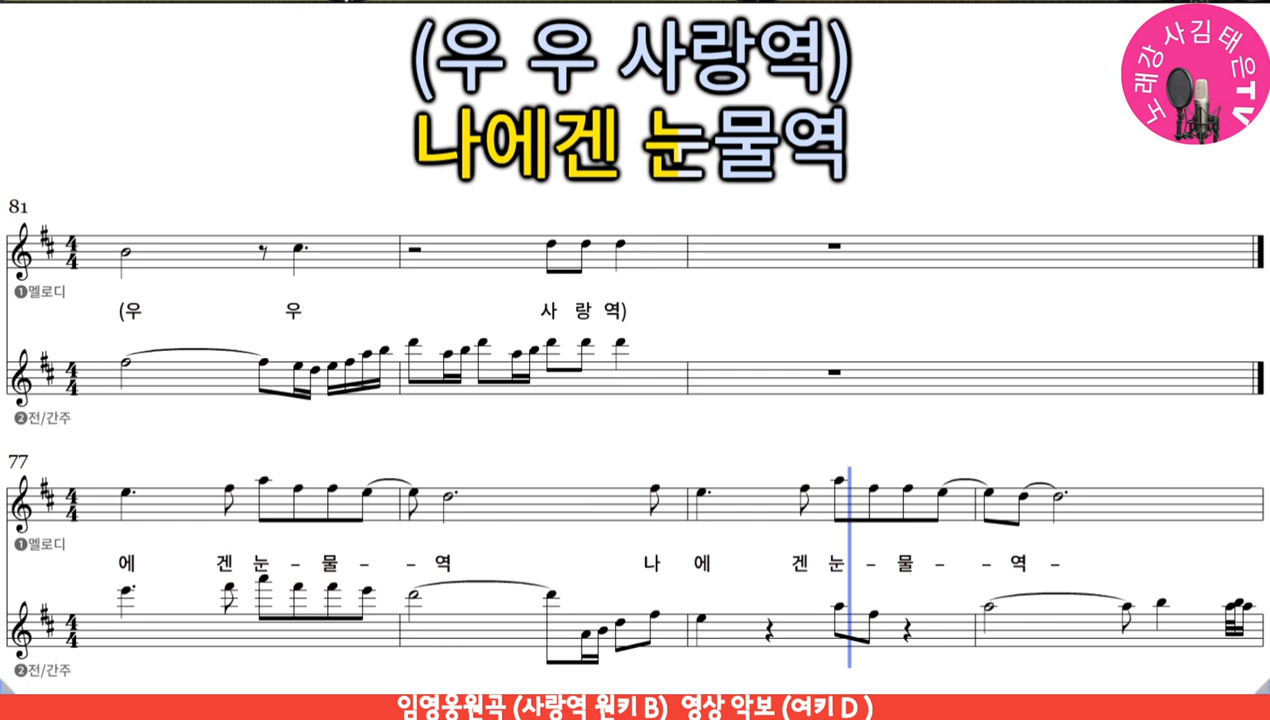 (우 우 사랑역)
나에겐 눈물역
노래강사김태은TV
81
❶멜로디
(우 우 사 랑 역)
❷전/간주
77
❶멜로디
에 겐 눈 - 물 - - 역 나 에 겐 눈 - 물 - - 역 -
❷전/간주
임영웅원곡 (사랑역 원키 B) 영상 악보 (여키 D )